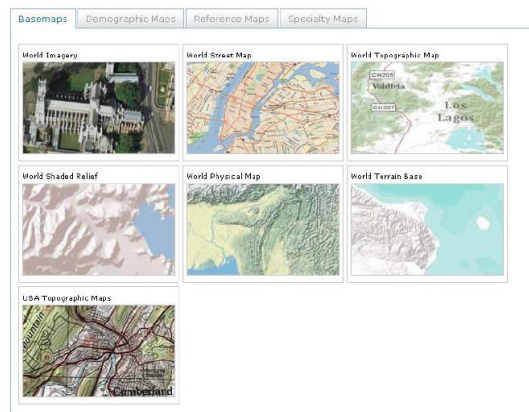 Basemaps Demographic Maps Reference Maps Specialty Maps
World Imagery World Street Map World Topographic Map
CH205
Valdivia
CH207
Los
Lagos
World Shaded Relief World Physical Map World Terrain Base
USA Topographic Maps
Mountain
Cumberland